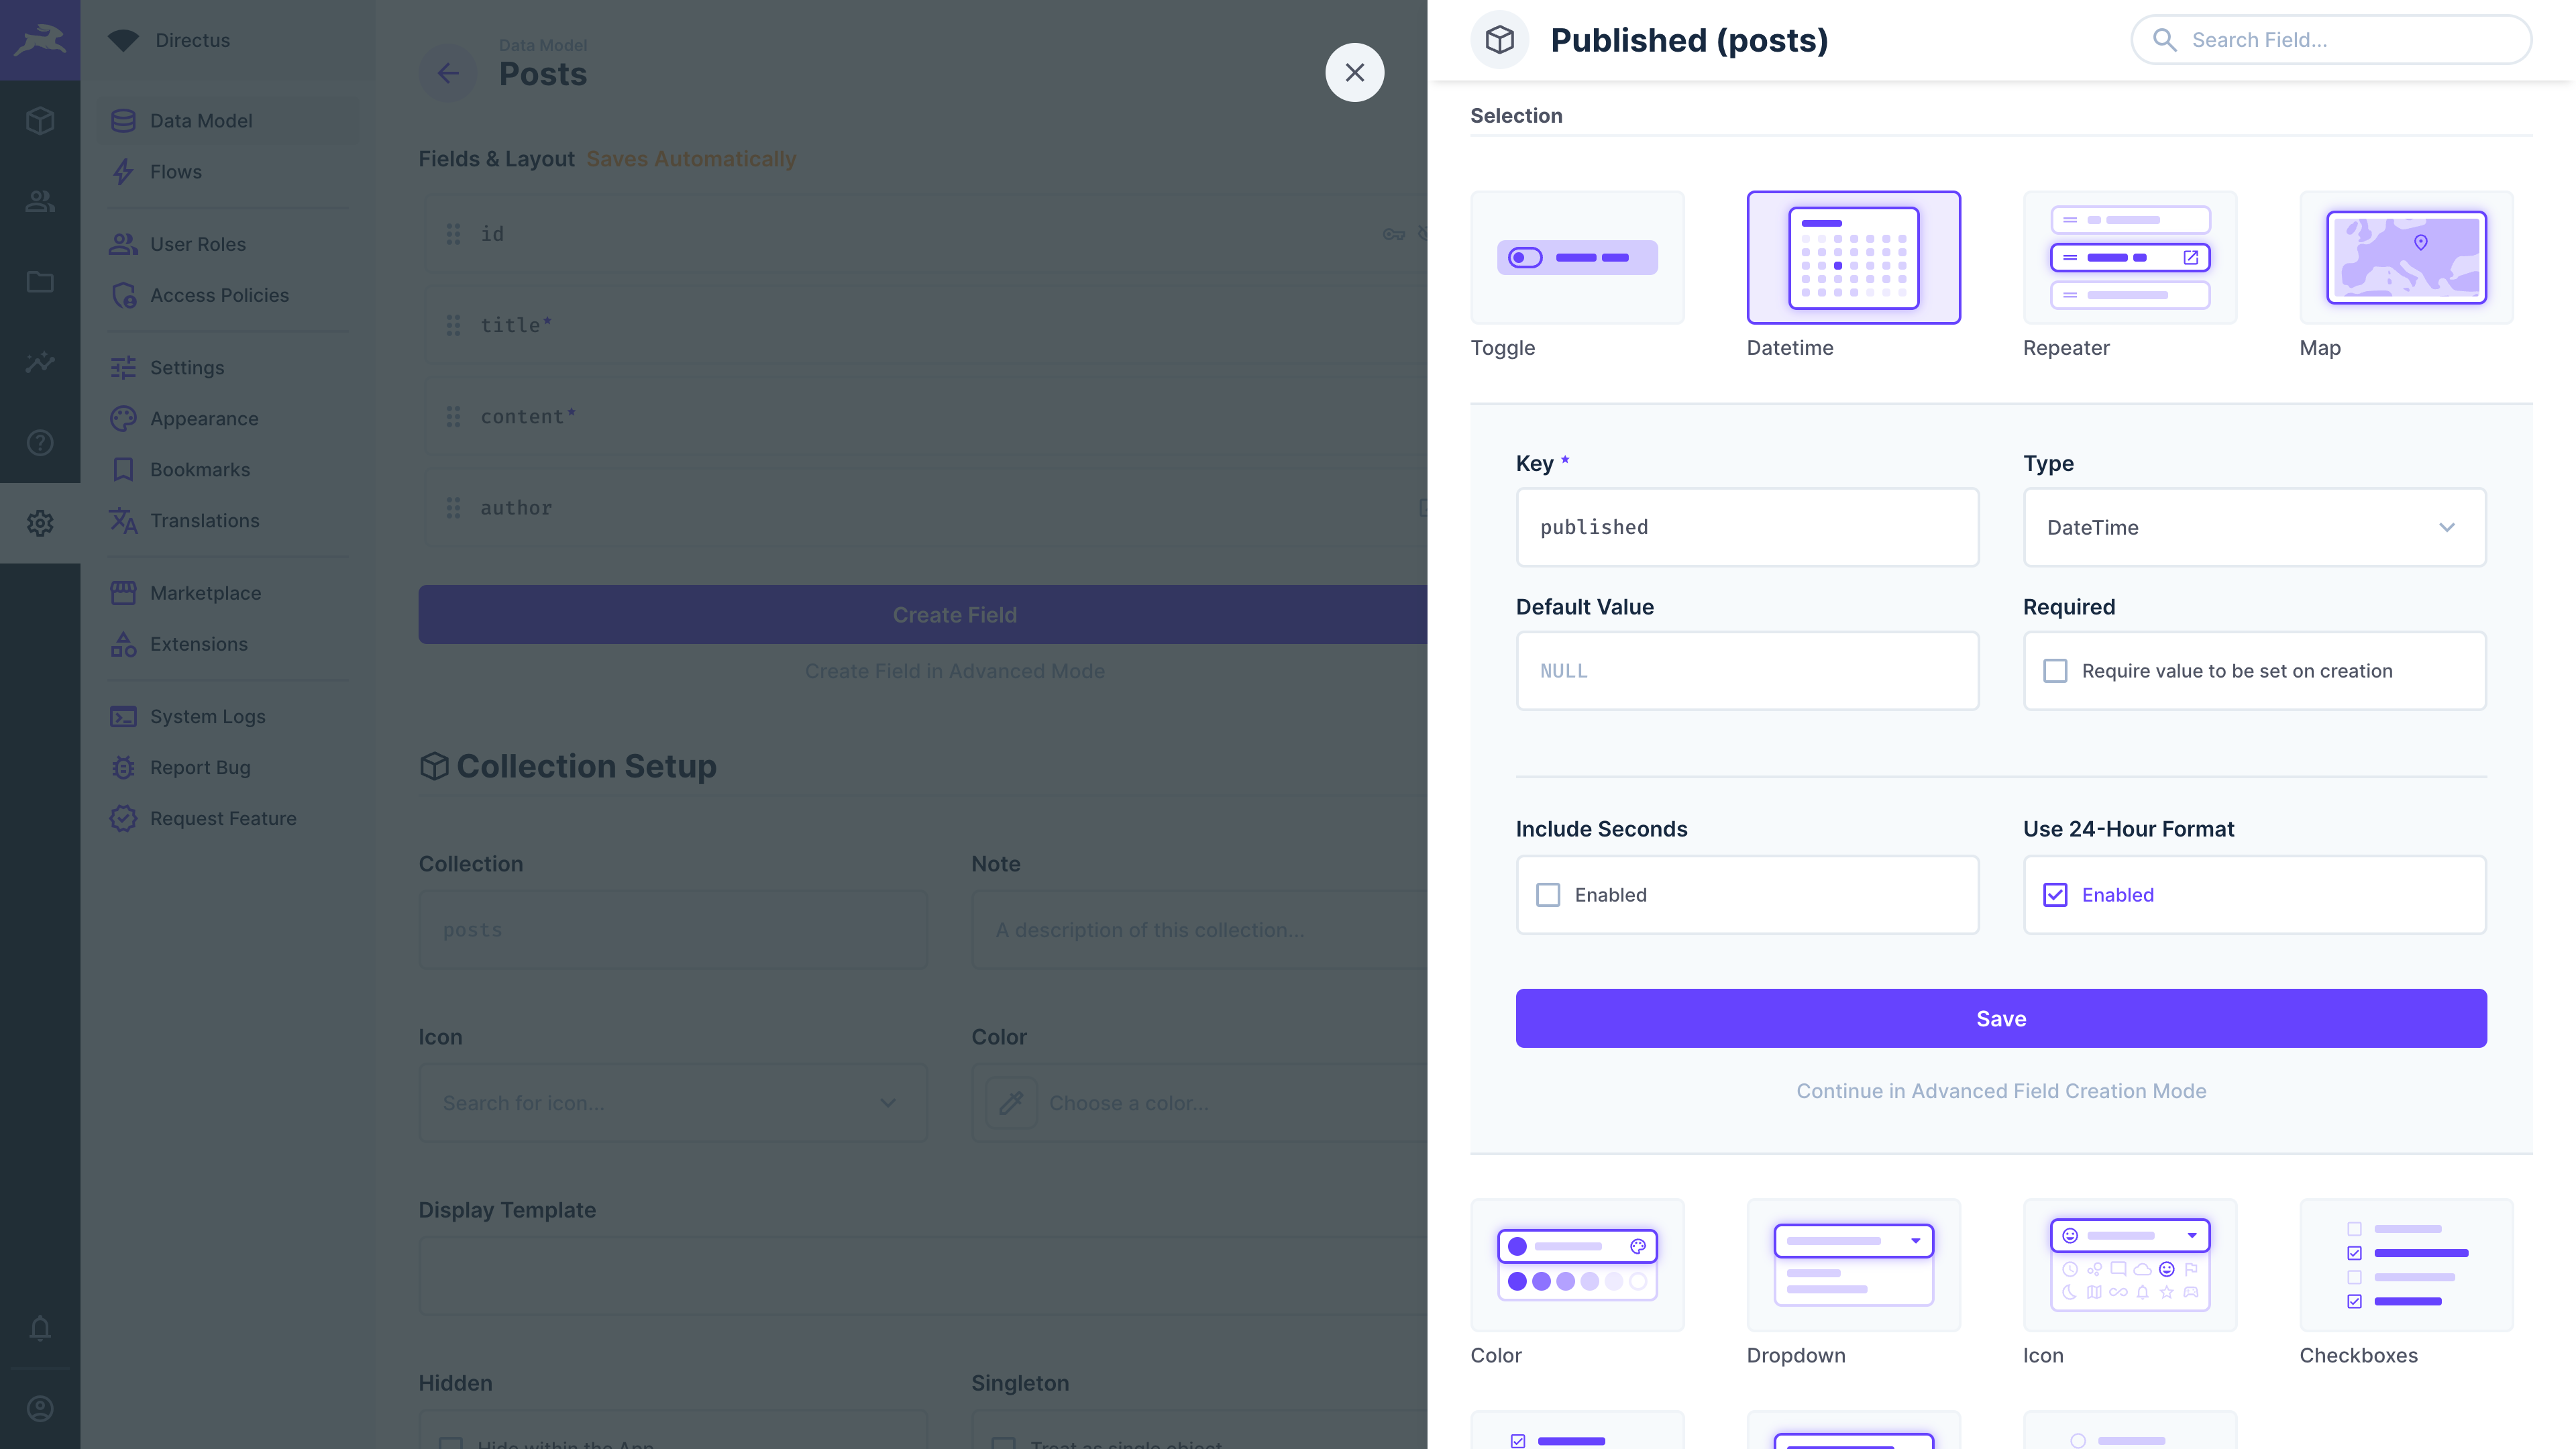 Directus
Data Model
Flows
User Roles
Access Policies
Settings
Appearance
Bookmarks
Translations
Marketplace
Extensions
System Logs
Report Bug
Request Feature
Data Model
Posts
Fields & Layout Saves Automatically
id
title*
content*
author
Create Field
Create Field in Advanced Mode
Collection Setup
Collection
Note
posts
A description of this collection...
Icon
Color
Search for icon...
Choose a color...
Display Template
Hidden
Singleton
Hide within the App
Treat as single object
Published (posts)
Search Field...
Selection
Toggle
Datetime
Repeater
Map
Key *
Type
published
DateTime
Default Value
Required
NULL
Require value to be set on creation
Include Seconds
Use 24-Hour Format
Enabled
Enabled
Save
Continue in Advanced Field Creation Mode
Color
Dropdown
Icon
Checkboxes